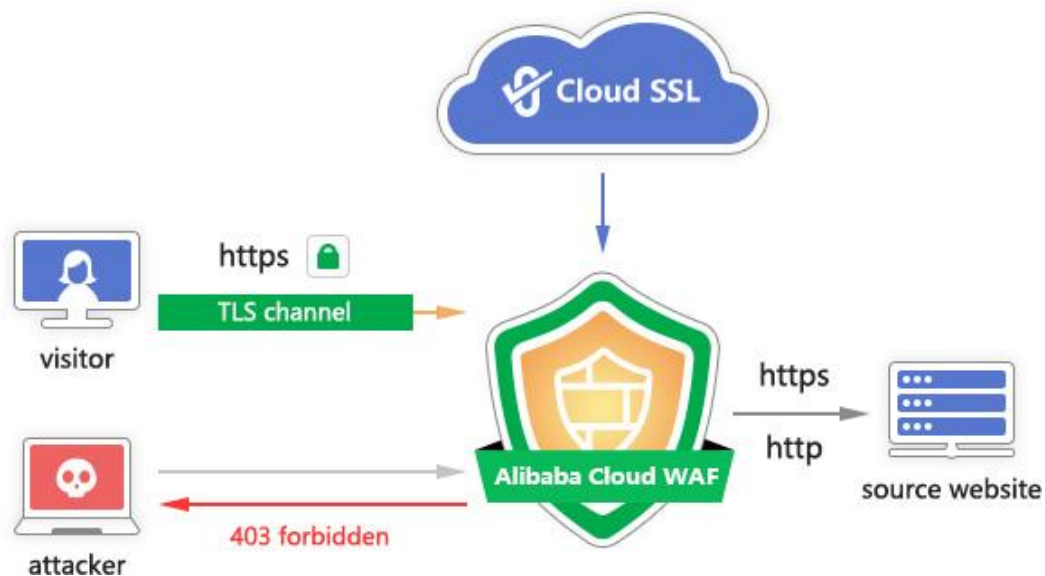 Cloud SSL
https
TLS channel
visitor
https
http
Alibaba Cloud WAF
source website
403 forbidden
attacker